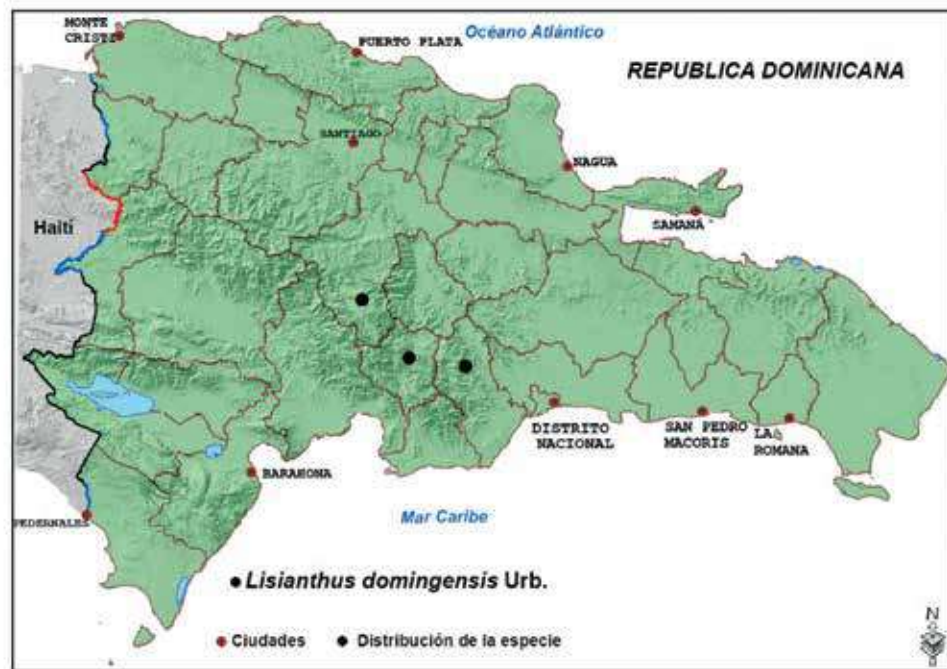 MONTE
CRISTI
Océano Atlántico
PUERTO PLATA
REPUBLICA DOMINICANA
SANTIAGO
NAGUA
Haití
SAMANÁ
DISTRITO
NACIONAL
SAN PEDRO
MACORIS
LA
ROMANA
BARAHONA
Mar Caribe
PEDERNALES
Lisianthus domingensis Urb.
Ciudades
Distribución de la especie
N